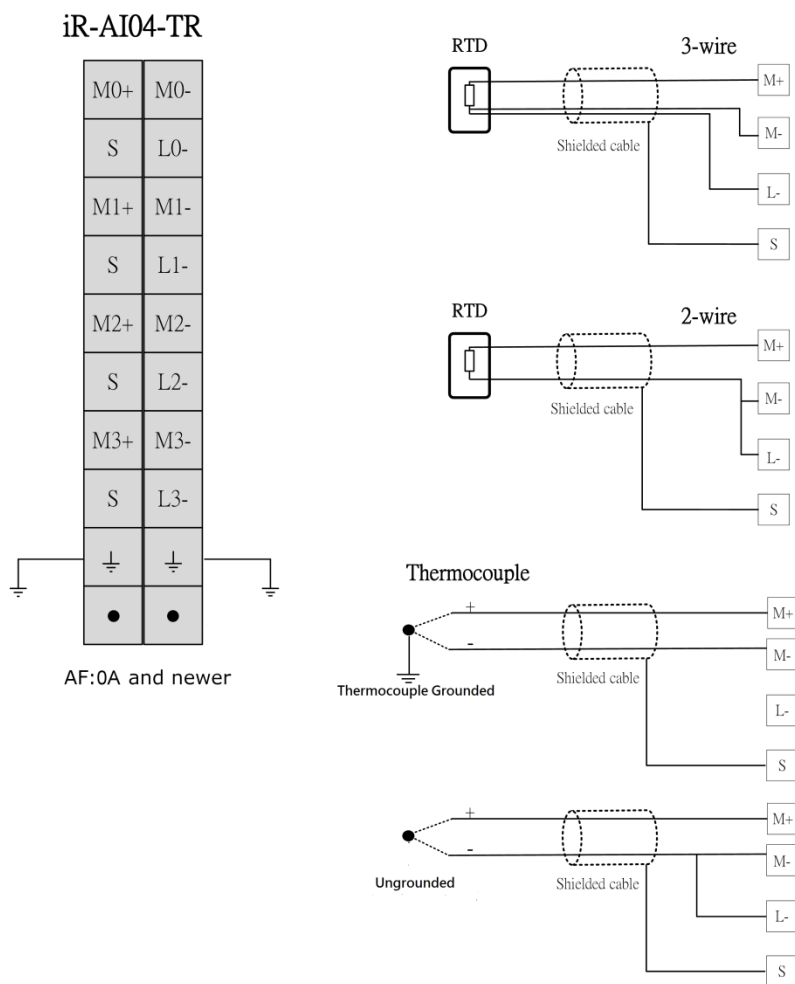 iR-AI04-TR
M0+ M0-
S L0-
M1+ M1-
S L1-
M2+ M2-
S L2-
M3+ M3-
S L3-
AF:0A and newer
RTD 3-wire
M+
M-
Shielded cable
L-
S
RTD 2-wire
M+
M-
Shielded cable
L-
S
Thermocouple
+
M+
-
M-
Shielded cable
Thermocouple Grounded
L-
S
+
M+
-
M-
Shielded cable
Ungrounded
L-
S